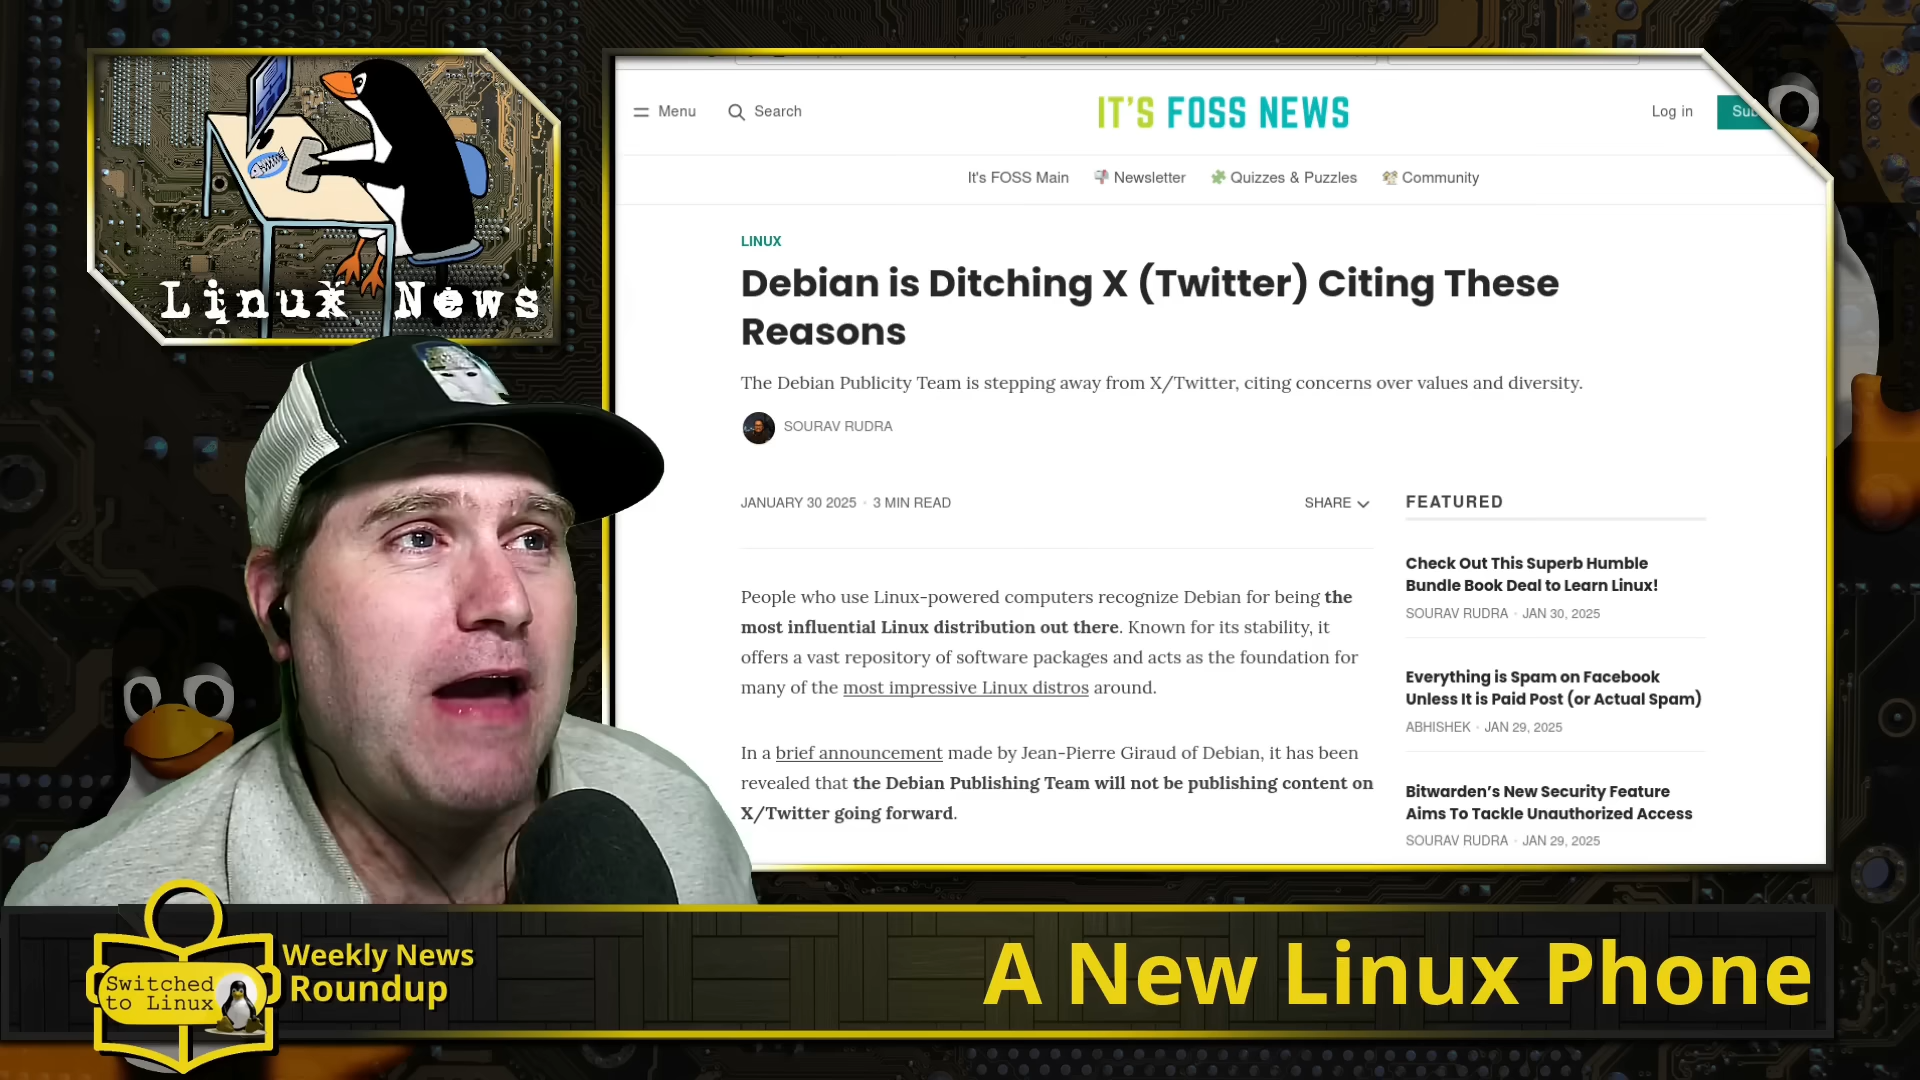 Linux News
Menu
Search
IT'S FOSS NEWS
Log in
It's FOSS Main
Newsletter
Quizzes & Puzzles
Community
LINUX
Debian is Ditching X (Twitter) Citing These
Reasons
The Debian Publicity Team is stepping away from X/Twitter, citing concerns over values and diversity.
SOURAV RUDRA
JANUARY 30 2025 · 3 MIN READ
SHARE
People who use Linux-powered computers recognize Debian for being the
most influential Linux distribution out there. Known for its stability, it
offers a vast repository of software packages and acts as the foundation for
many of the most impressive Linux distros around.
In a brief announcement made by Jean-Pierre Giraud of Debian, it has been
revealed that the Debian Publishing Team will not be publishing content on
X/Twitter going forward.
FEATURED
Check Out This Superb Humble
Bundle Book Deal to Learn Linux!
SOURAV RUDRA · JAN 30, 2025
Everything is Spam on Facebook
Unless It is Paid Post (or Actual Spam)
ABHISHEK · JAN 29, 2025
Bitwarden's New Security Feature
Aims To Tackle Unauthorized Access
SOURAV RUDRA · JAN 29, 2025
Switched
to Linux
Weekly News
Roundup
A New Linux Phone